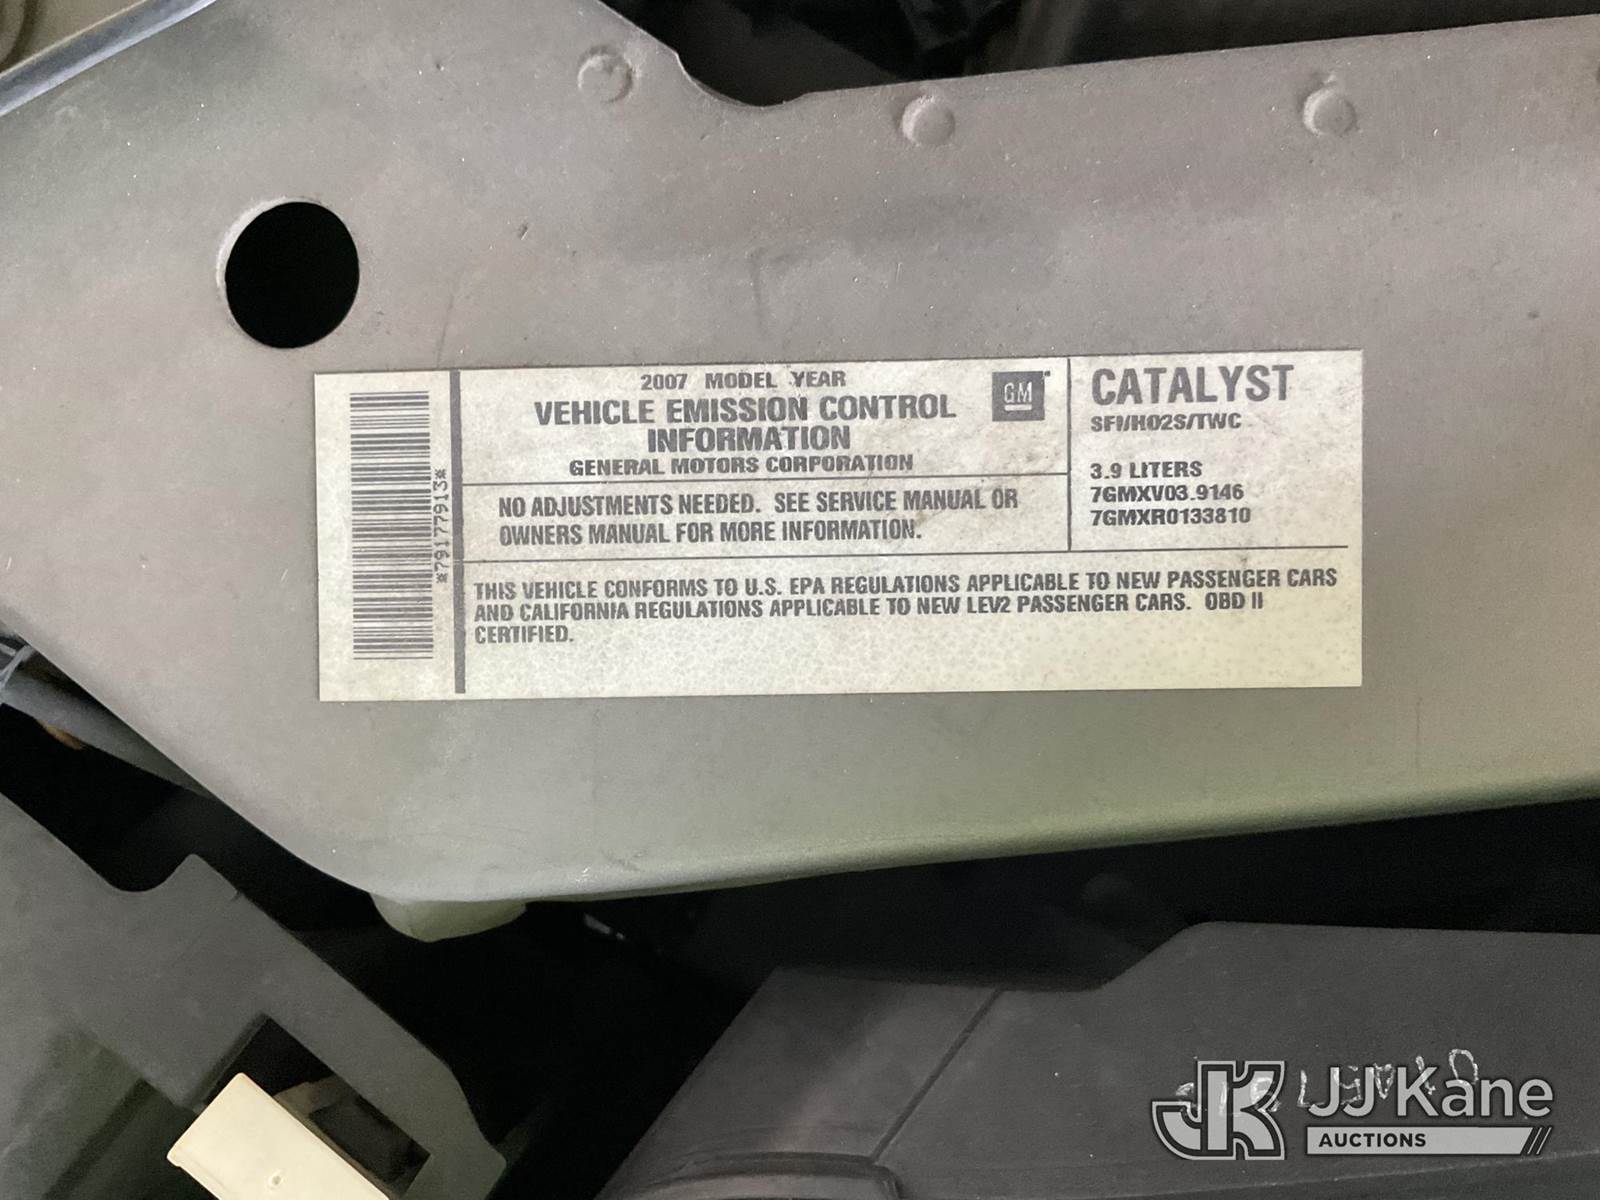 2007 MODEL YEAR
VEHICLE EMISSION CONTROL
INFORMATION
GENERAL MOTORS CORPORATION
GM
NO ADJUSTMENTS NEEDED. SEE SERVICE MANUAL OR
OWNERS MANUAL FOR MORE INFORMATION.
CATALYST
SFI/HO2S/TWC
3.9 LITERS
7GMXV03.9146
7GMXR0133810
THIS VEHICLE CONFORMS TO U.S. EPA REGULATIONS APPLICABLE TO NEW PASSENGER CARS
AND CALIFORNIA REGULATIONS APPLICABLE TO NEW LEV2 PASSENGER CARS. OBD II
CERTIFIED.
*79177913*
JK JJ Kane
AUCTIONS